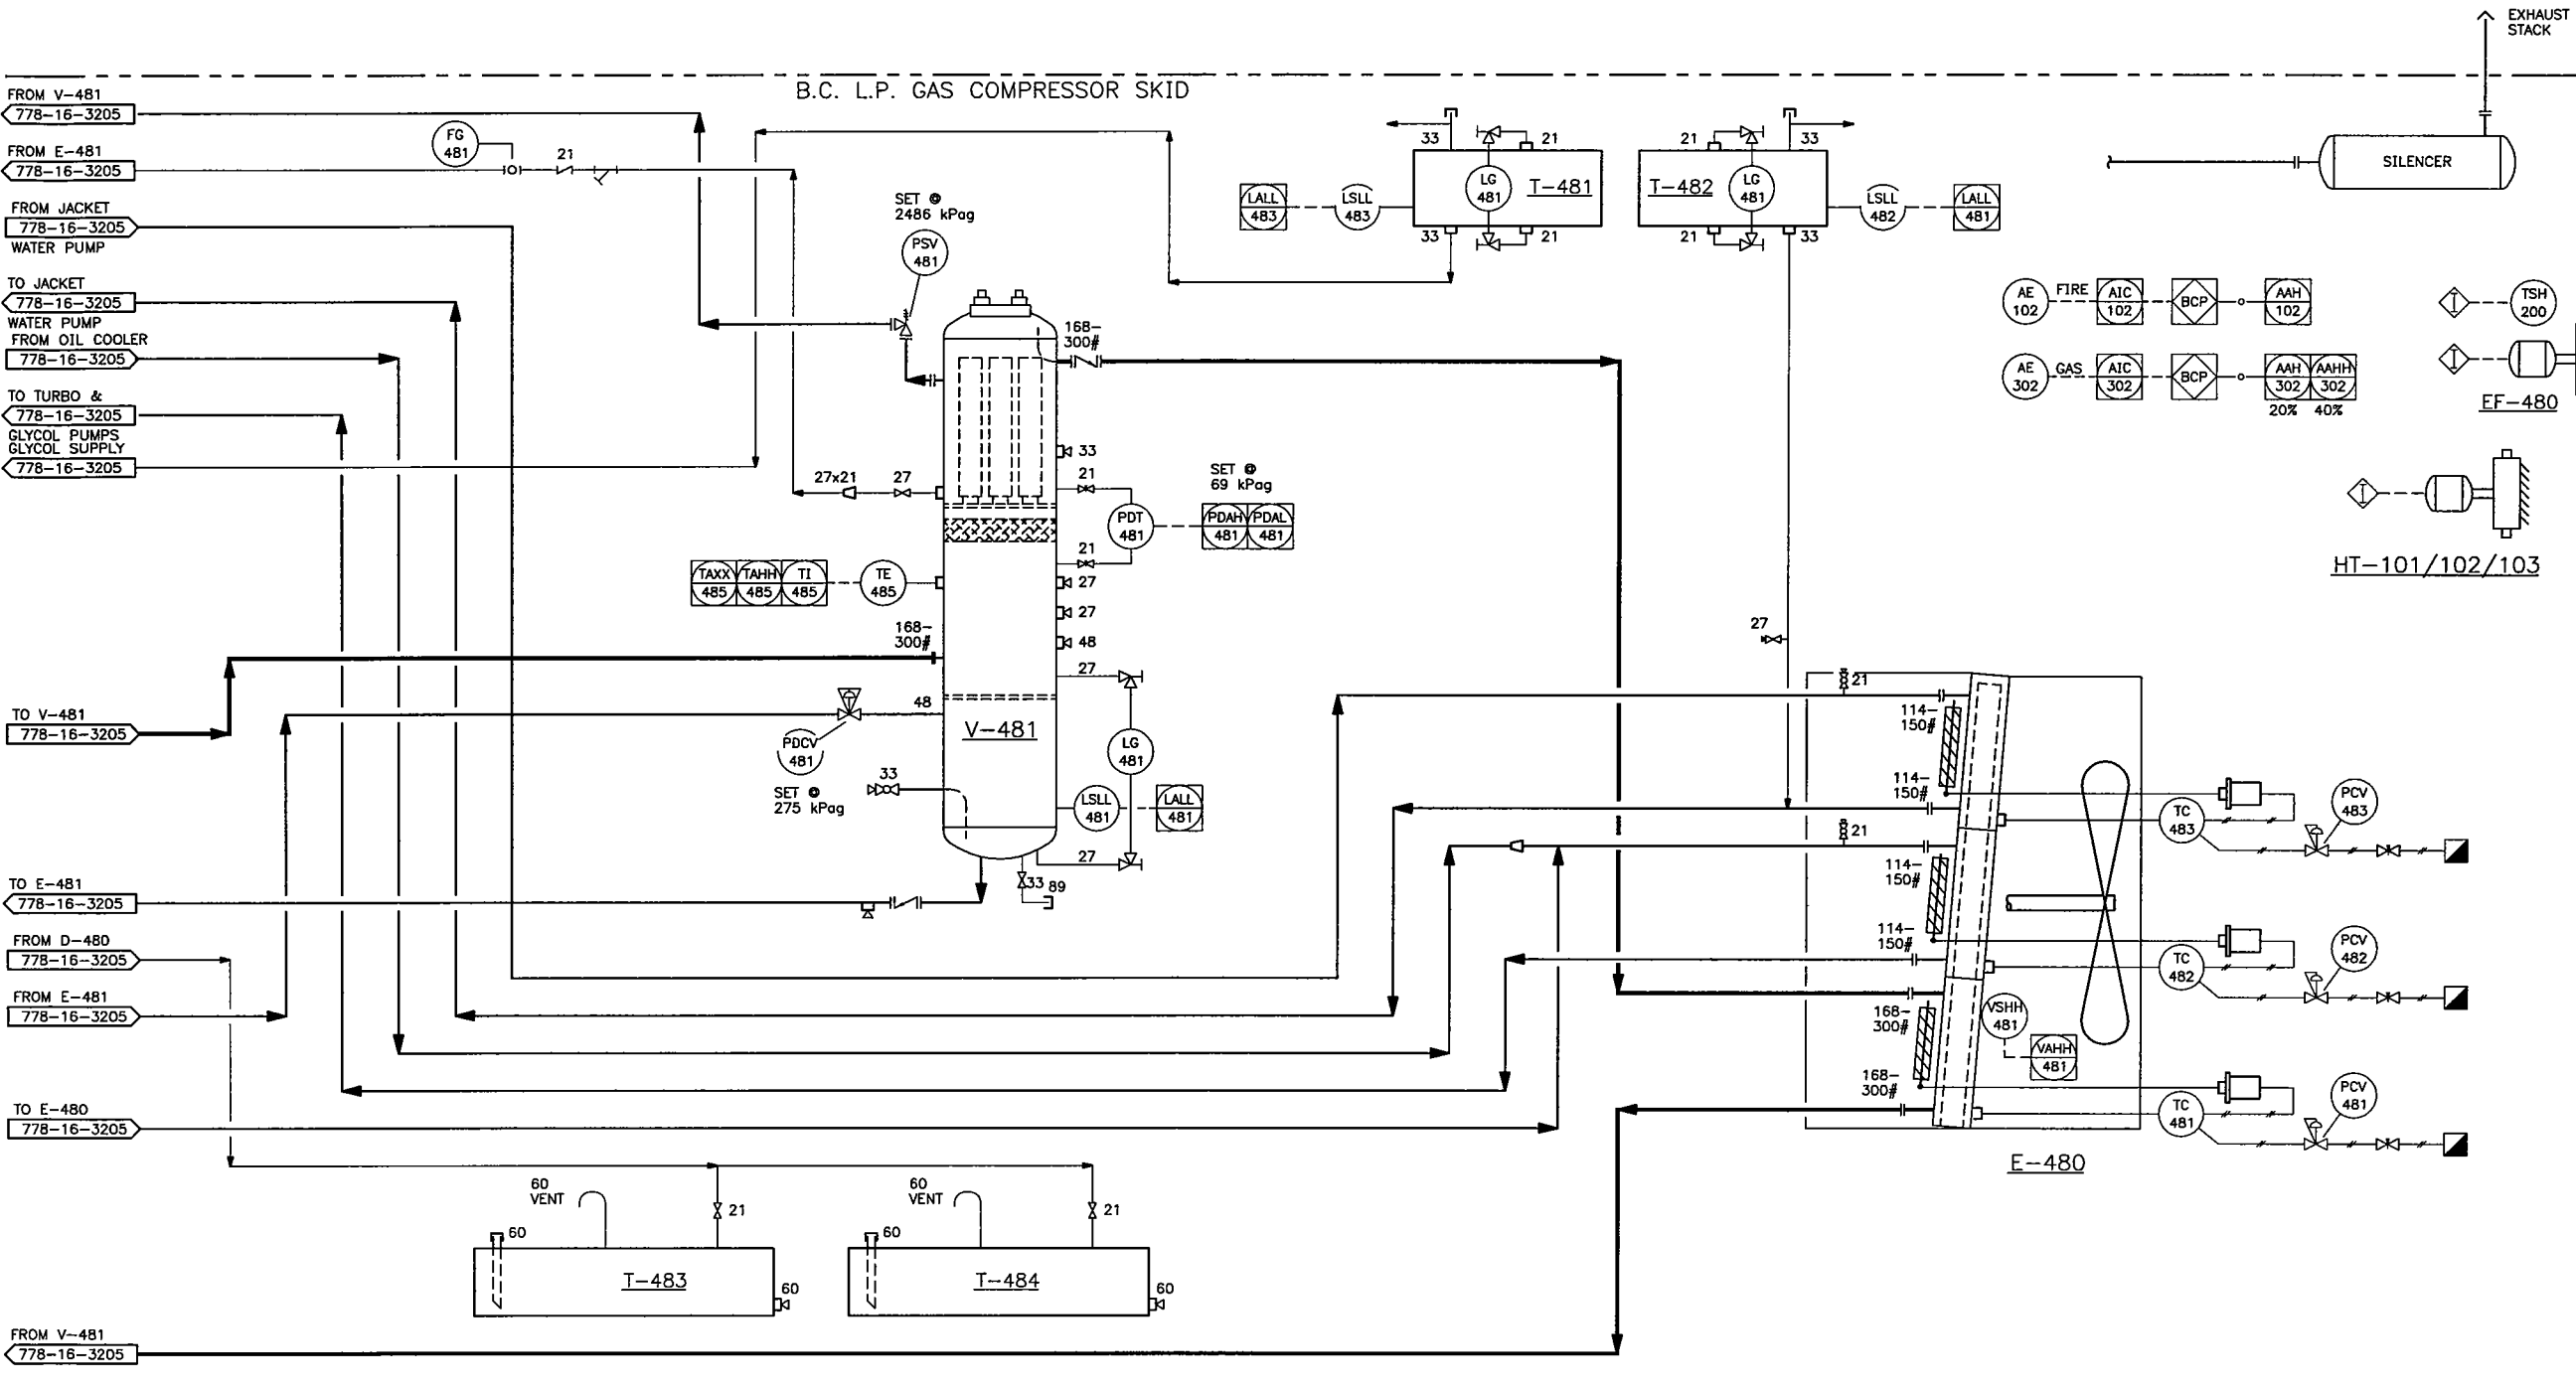 EXHAUST
STACK
B.C. L.P. GAS COMPRESSOR SKID
FROM V-481
778-16-3205
FROM E-481
778-16-3205
FG
481
21
FROM JACKET
778-16-3205
WATER PUMP
TO JACKET
778-16-3205
WATER PUMP
FROM OIL COOLER
778-16-3205
TO TURBO &
778-16-3205
GLYCOL PUMPS
GLYCOL SUPPLY
778-16-3205
TO V-481
778-16-3205
TO E-481
778-16-3205
FROM D-480
778-16-3205
FROM E-481
778-16-3205
TO E-480
778-16-3205
FROM V-481
778-16-3205
SET @
2486 kPag
PSV
481
168-
300#
33
21
27x21
27
PDT
481
SET @
69 kPag
PDAH
481
PDAL
481
21
27
27
48
TAXX
485
TAHH
485
TI
485
TE
485
168-
300#
48
PDCV
481
SET @
275 kPag
33
V-481
27
LG
481
LSLL
481
LALL
481
27
33
89
LALL
483
LSLL
483
33
21
LG
481
T-481
33
21
21
33
T-482
LG
481
LSLL
482
LALL
481
21
33
SILENCER
AE
102
FIRE
AIC
102
BCP
AAH
102
AE
302
GAS
AIC
302
BCP
AAH
302
AAHH
302
20%
40%
I
TSH
200
I
EF-480
I
HT-101/102/103
27
21
114-
150#
114-
150#
21
114-
150#
114-
150#
168-
300#
168-
300#
VSHH
481
VAHH
481
TC
483
PCV
483
TC
482
PCV
482
TC
481
PCV
481
E-480
60
VENT
21
60
T-483
60
60
VENT
21
60
T-484
60